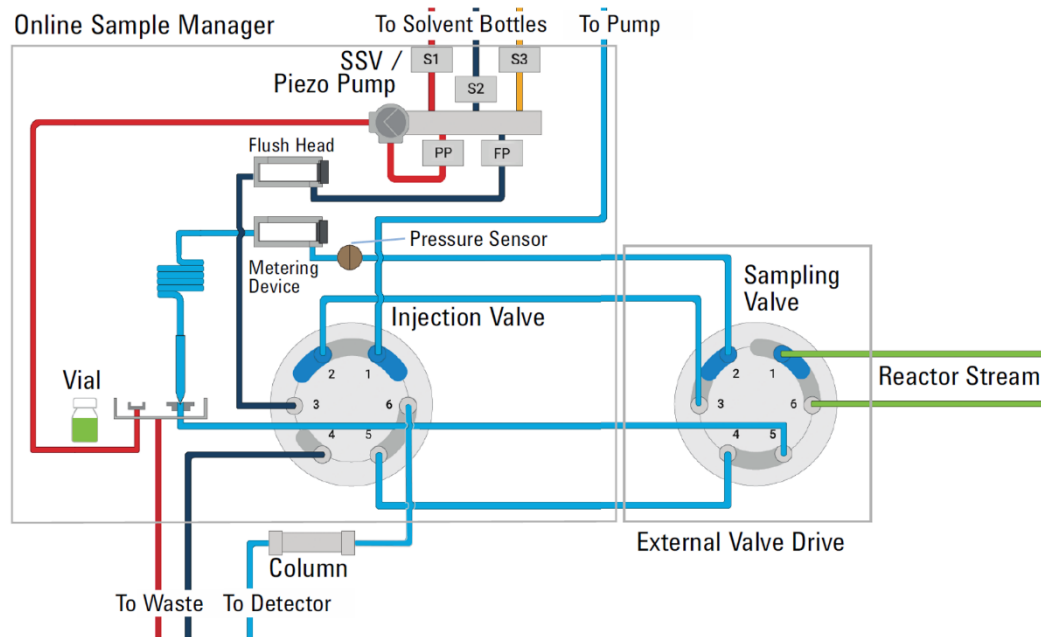 Online Sample Manager
To Solvent Bottles
To Pump
SSV /
Piezo Pump
S1
S2
S3
PP
FP
Flush Head
Metering
Device
Pressure Sensor
Injection Valve
Sampling
Valve
Reactor Stream
Vial
2
1
3
6
4
5
2
1
3
6
4
5
External Valve Drive
Column
To Waste
To Detector